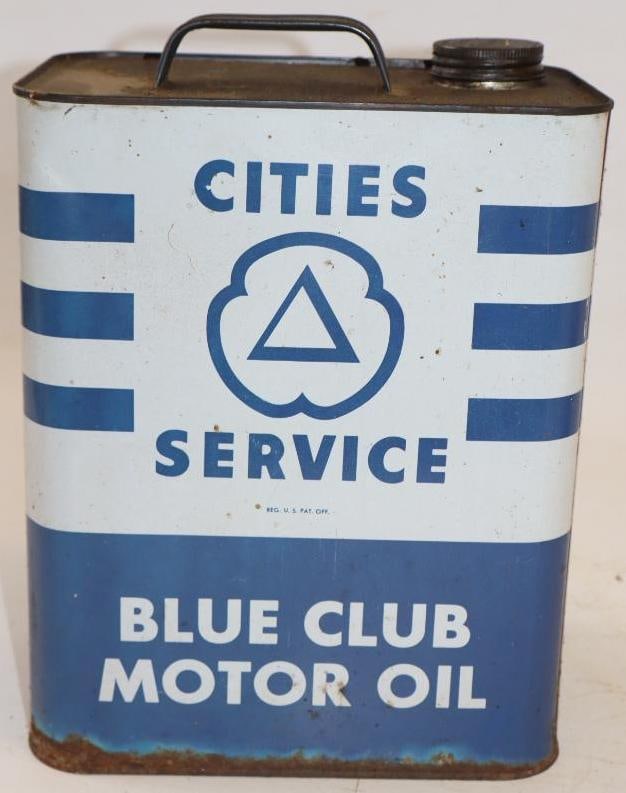 CITIES
SERVICE
REG. U. S. PAT. OFF.
BLUE CLUB
MOTOR OIL